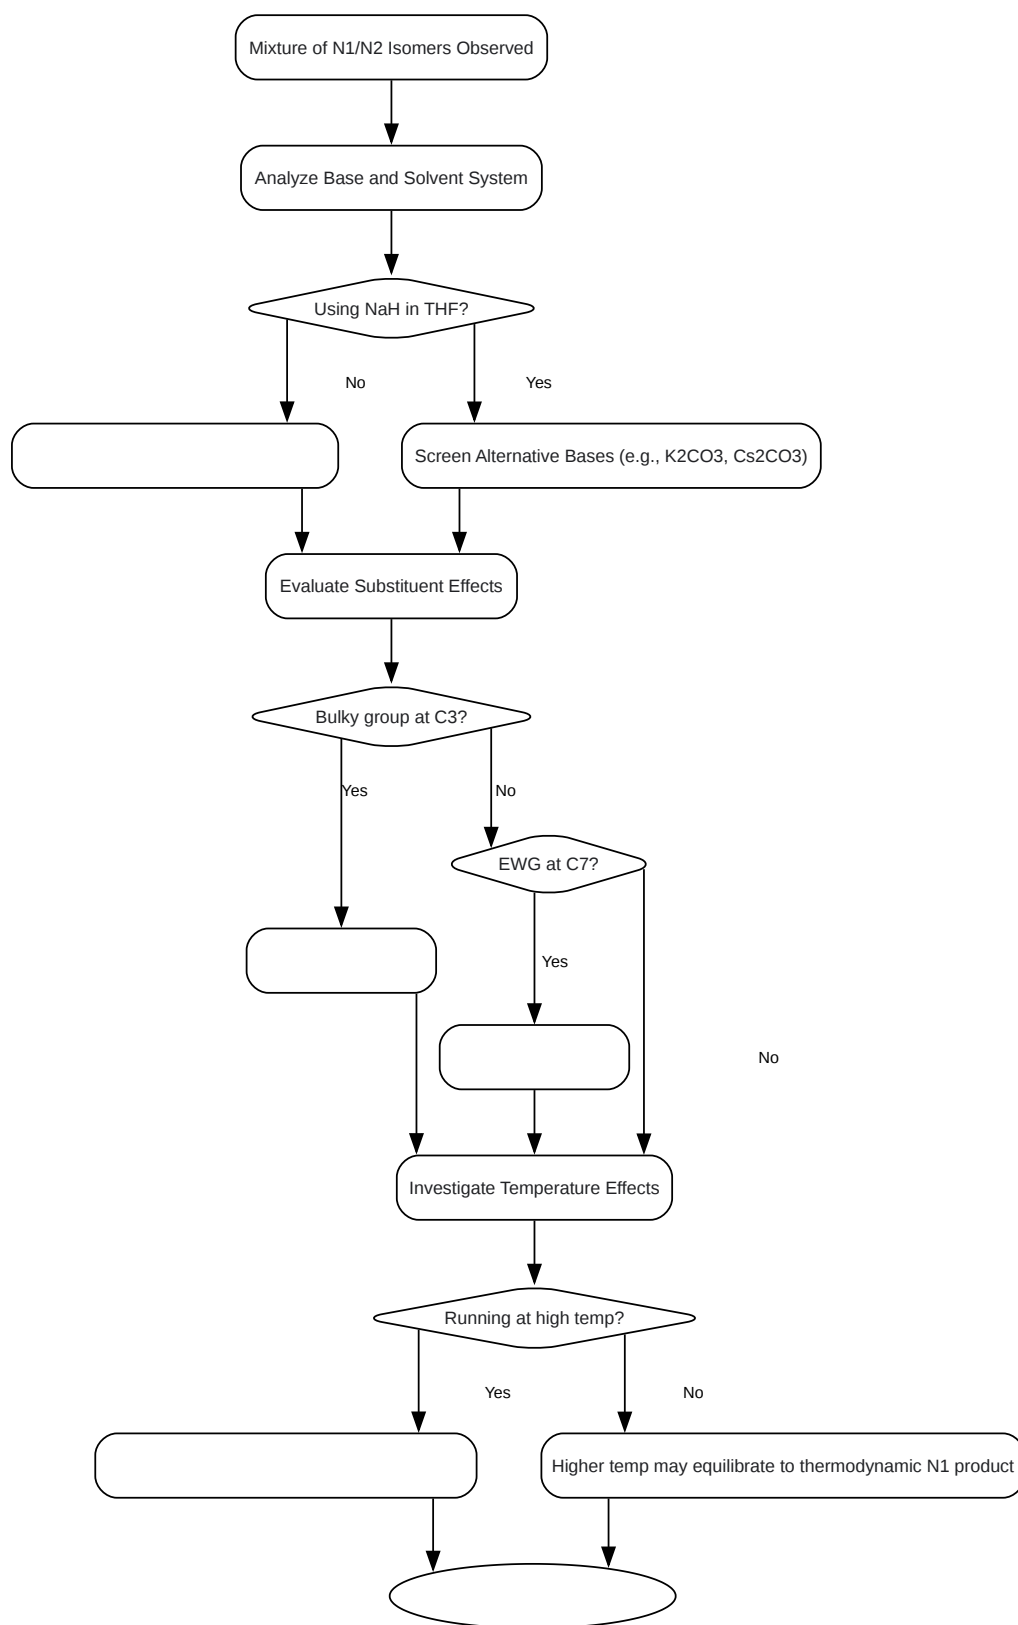 Mixture of N1/N2 Isomers Observed
Analyze Base and Solvent System
Using NaH in THF?
No
Yes
Screen Alternative Bases (e.g., K2CO3, Cs2CO3)
Evaluate Substituent Effects
Bulky group at C3?
Yes
No
EWG at C7?
Yes
No
Investigate Temperature Effects
Running at high temp?
Yes
No
Higher temp may equilibrate to thermodynamic N1 product